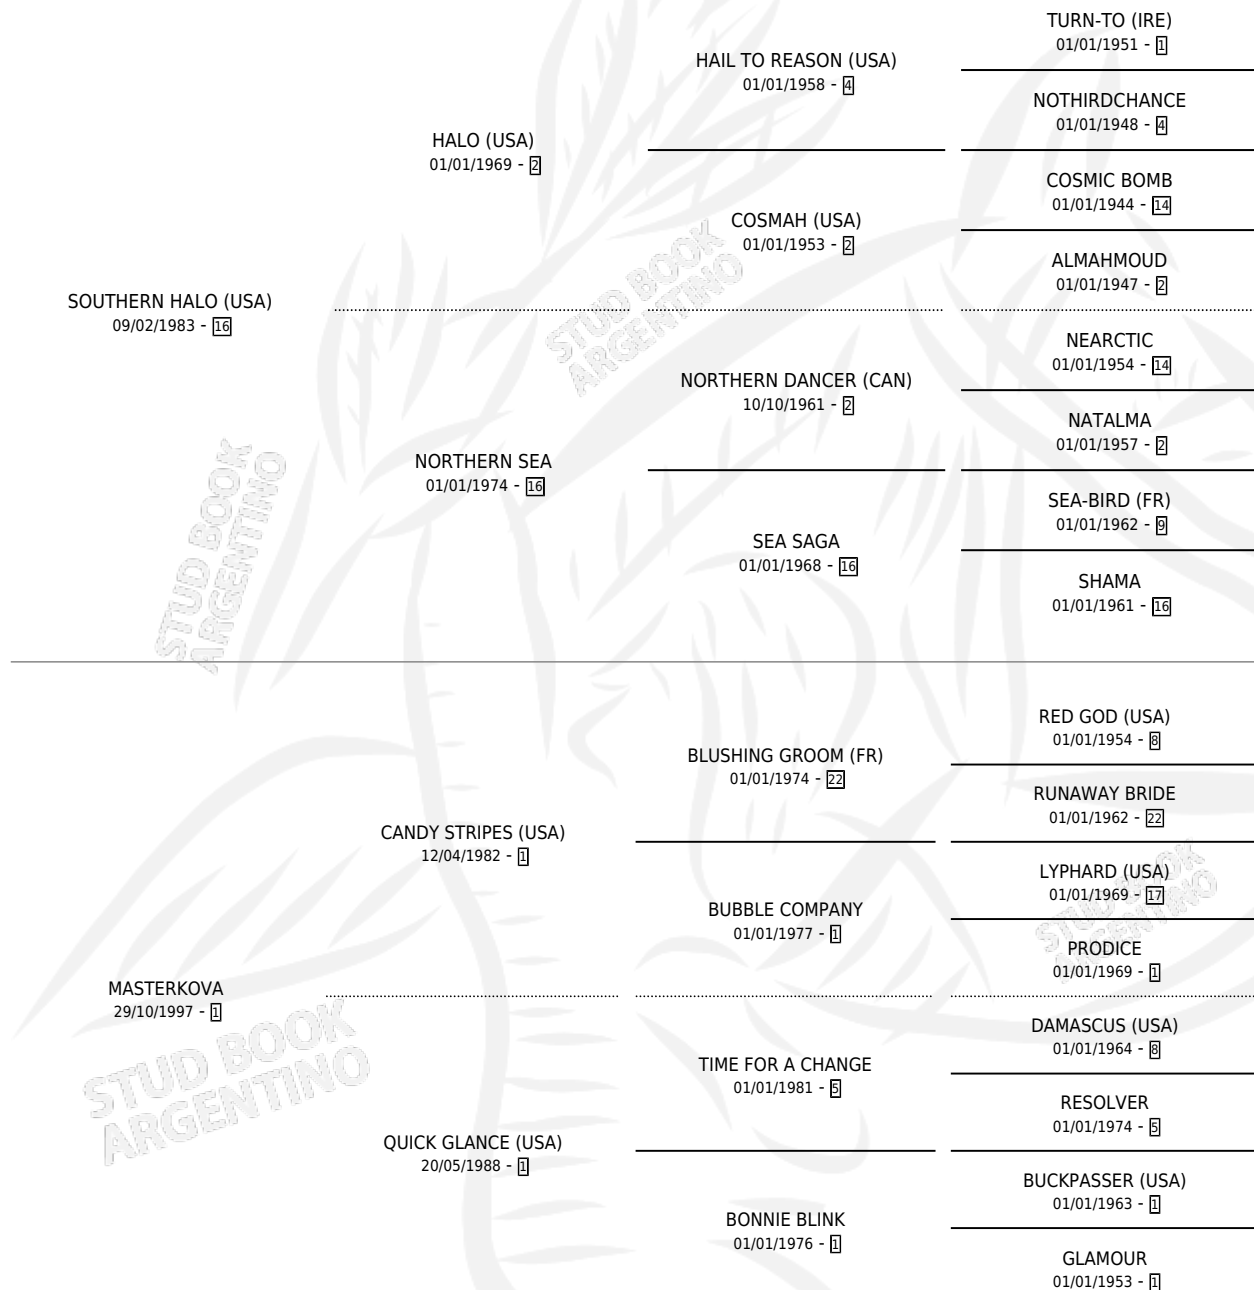 TURN-TO (IRE)
01/01/1951 - 1
HAIL TO REASON (USA)
01/01/1958 - 4
NOTHIRDCHANCE
01/01/1948 - 4
HALO (USA)
01/01/1969 - 2
COSMIC BOMB
01/01/1944 - 14
COSMAH (USA)
01/01/1953 - 2
ALMAHMOUD
01/01/1947 - 2
SOUTHERN HALO (USA)
09/02/1983 - 16
NEARCTIC
01/01/1954 - 14
NORTHERN DANCER (CAN)
10/10/1961 - 2
NATALMA
01/01/1957 - 2
NORTHERN SEA
01/01/1974 - 16
SEA-BIRD (FR)
01/01/1962 - 9
SEA SAGA
01/01/1968 - 16
SHAMA
01/01/1961 - 16
STUD BOOK
ARGENTINO
STUD BOOK
ARGENTINO
RED GOD (USA)
01/01/1954 - 8
BLUSHING GROOM (FR)
01/01/1974 - 22
RUNAWAY BRIDE
01/01/1962 - 22
CANDY STRIPES (USA)
12/04/1982 - 1
LYPHARD (USA)
01/01/1969 - 17
BUBBLE COMPANY
01/01/1977 - 1
PRODICE
01/01/1969 - 1
STUD BOOK
ARGENTINO
MASTERKOVA
29/10/1997 - 1
DAMASCUS (USA)
01/01/1964 - 8
TIME FOR A CHANGE
01/01/1981 - 5
RESOLVER
01/01/1974 - 5
QUICK GLANCE (USA)
20/05/1988 - 1
BUCKPASSER (USA)
01/01/1963 - 1
BONNIE BLINK
01/01/1976 - 1
GLAMOUR
01/01/1953 - 1
STUD BOOK
ARGENTINO